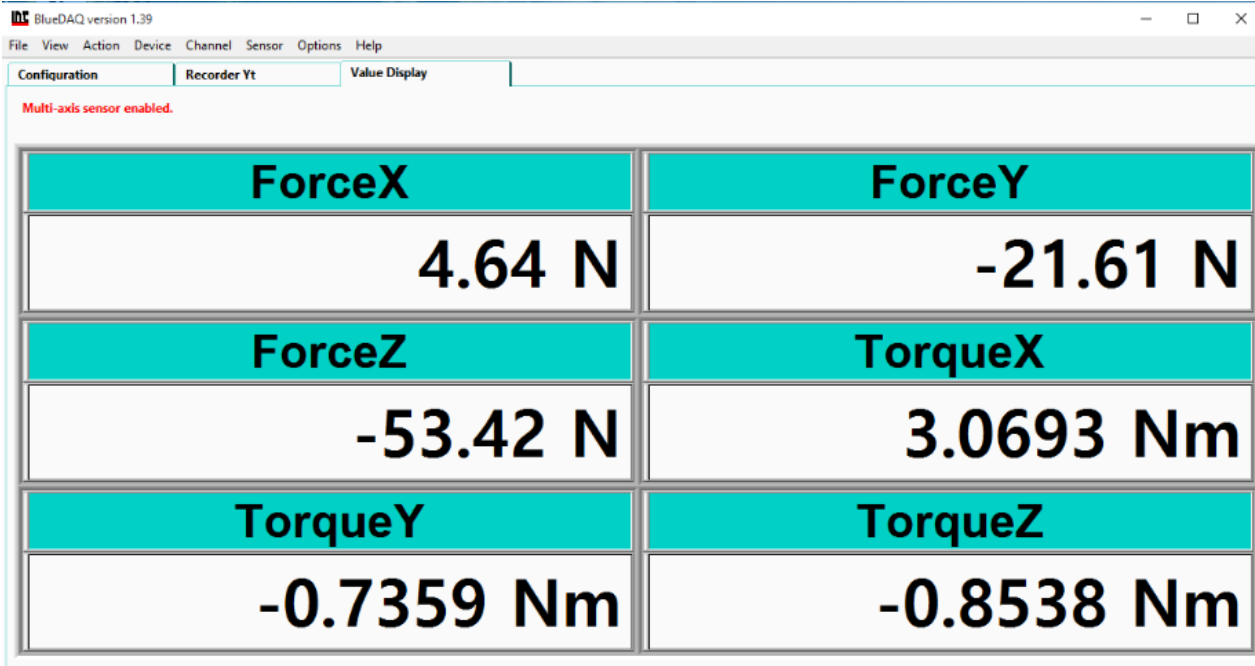 BlueDAQ version 1.39
File View Action Device Channel Sensor Options Help
Configuration Recorder Yt Value Display
Multi-axis sensor enabled.
ForceX ForceY
4.64 N -21.61 N
ForceZ TorqueX
-53.42 N 3.0693 Nm
TorqueY TorqueZ
-0.7359 Nm -0.8538 Nm